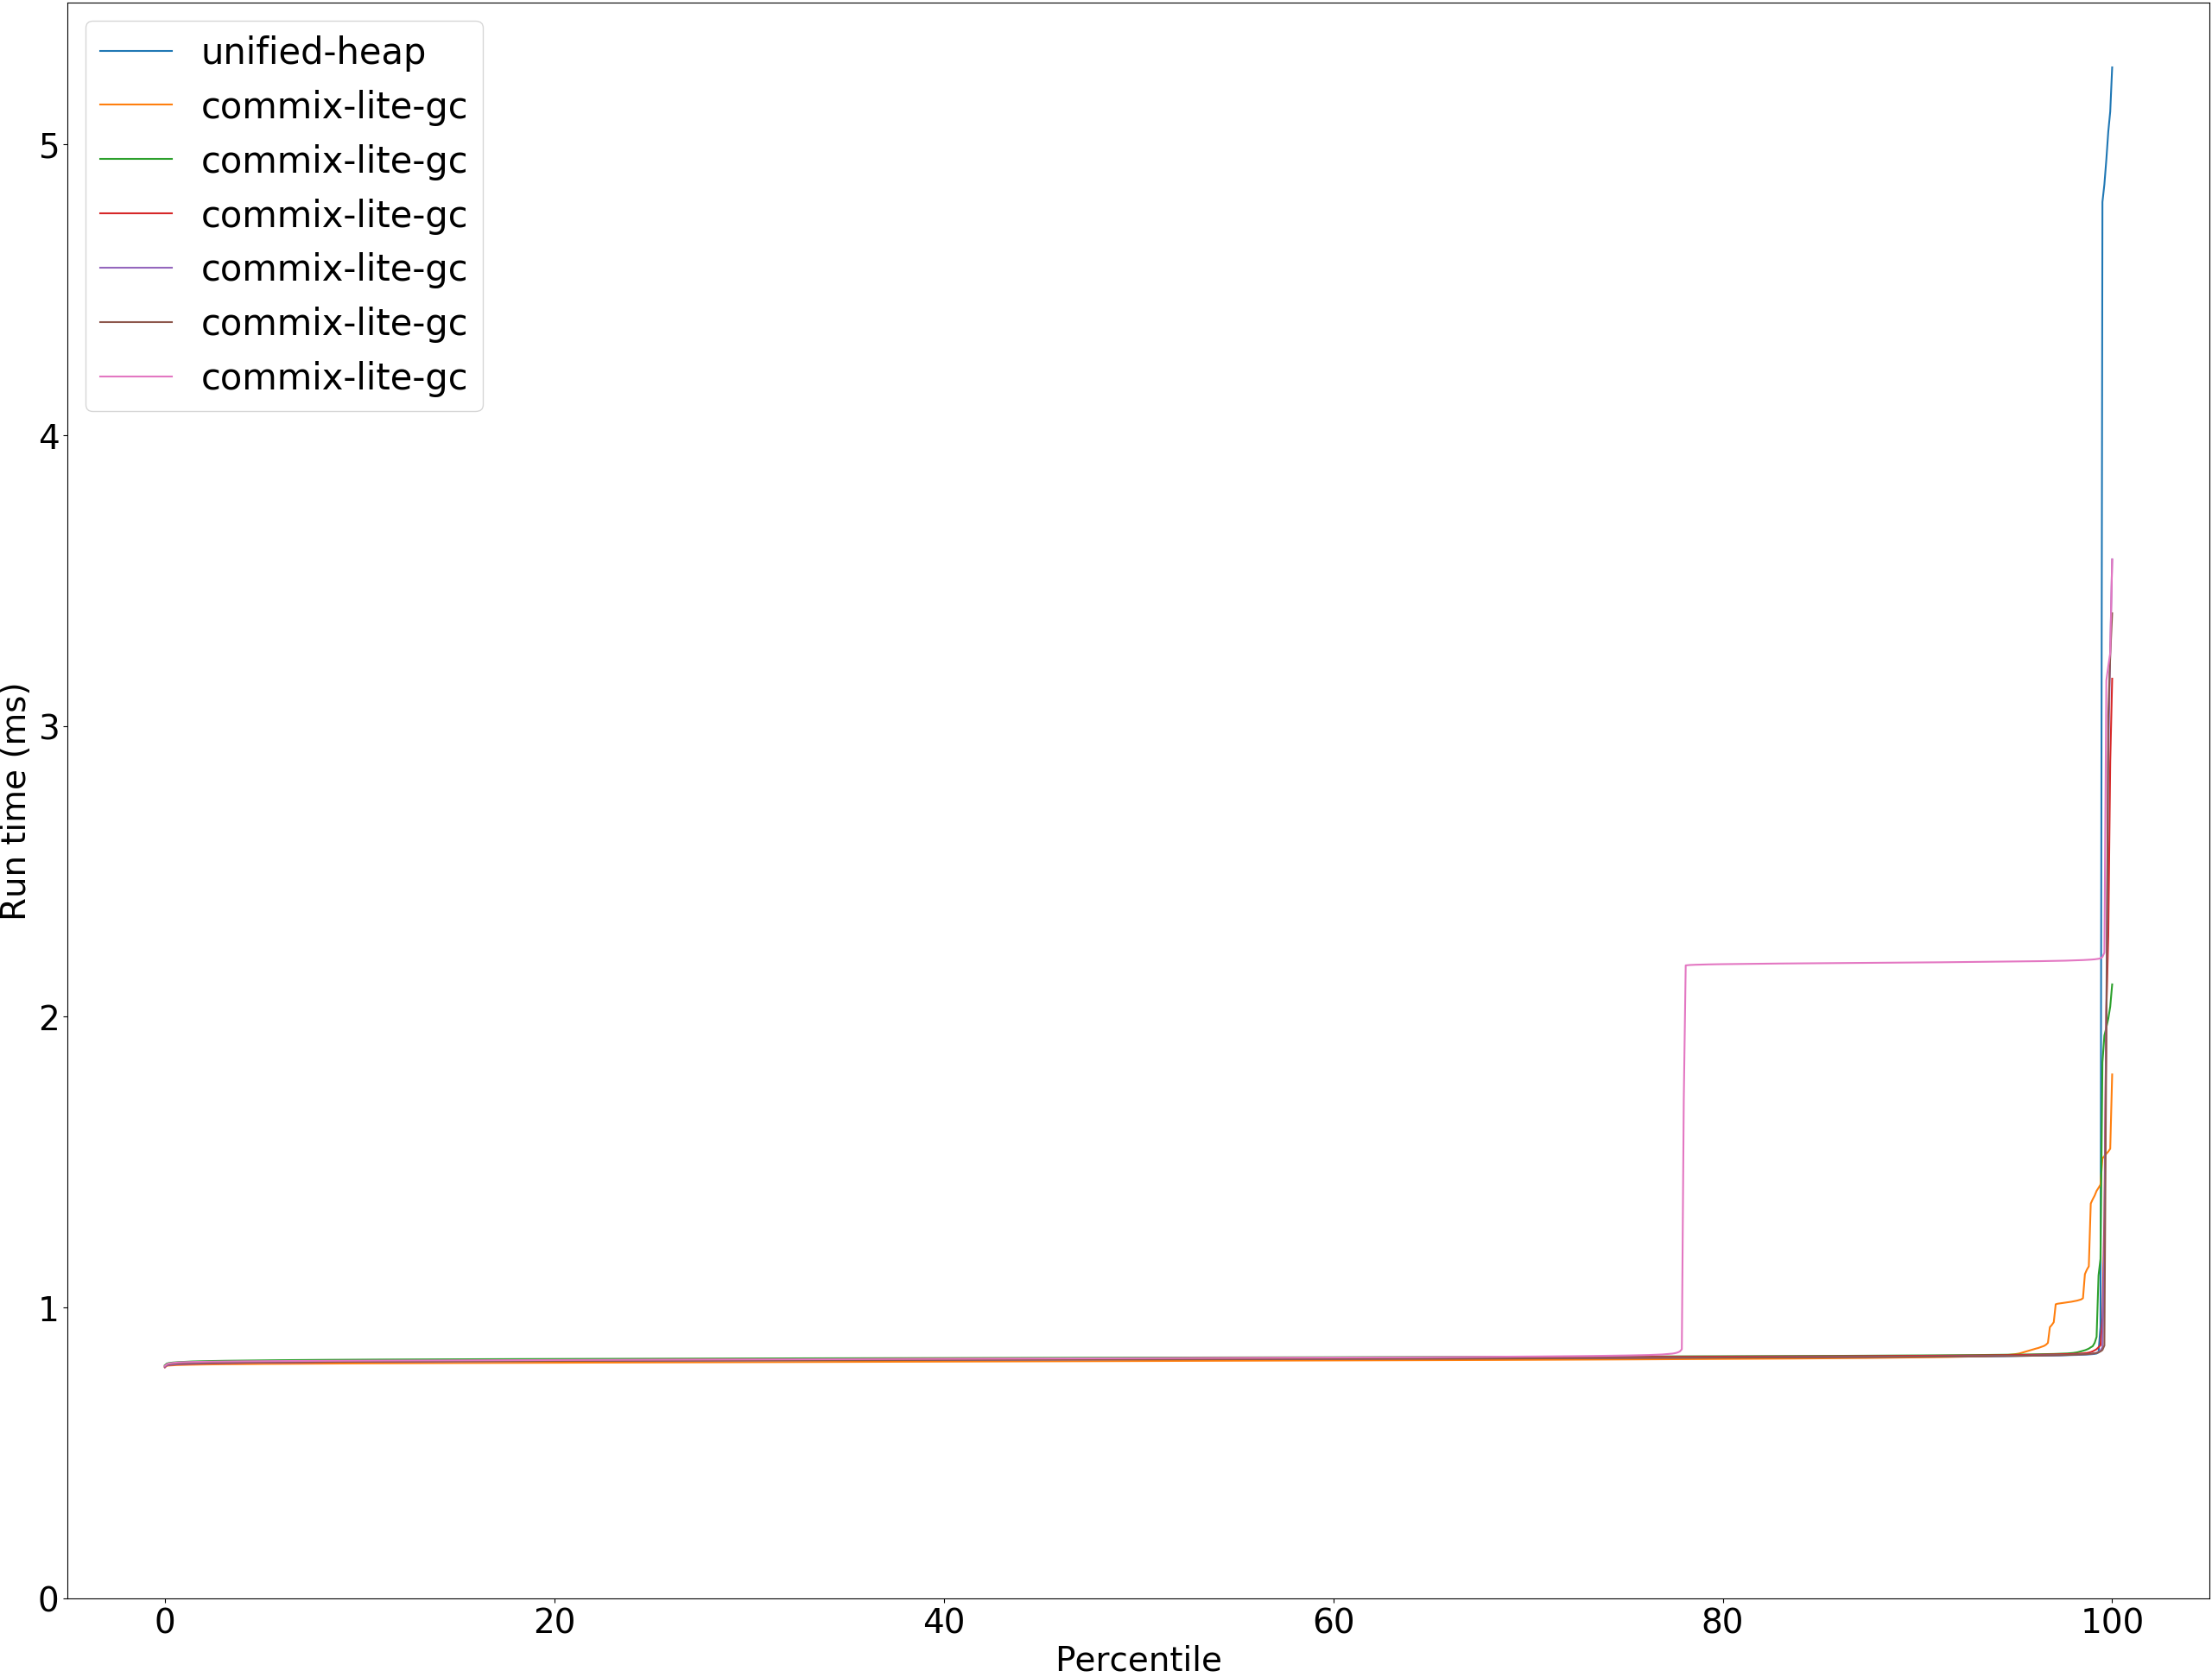 unified-heap
commix-lite-gc
commix-lite-gc
commix-lite-gc
commix-lite-gc
commix-lite-gc
commix-lite-gc
5
4
3
2
1
0
Run time (ms)
0 20 40 60 80 100
Percentile